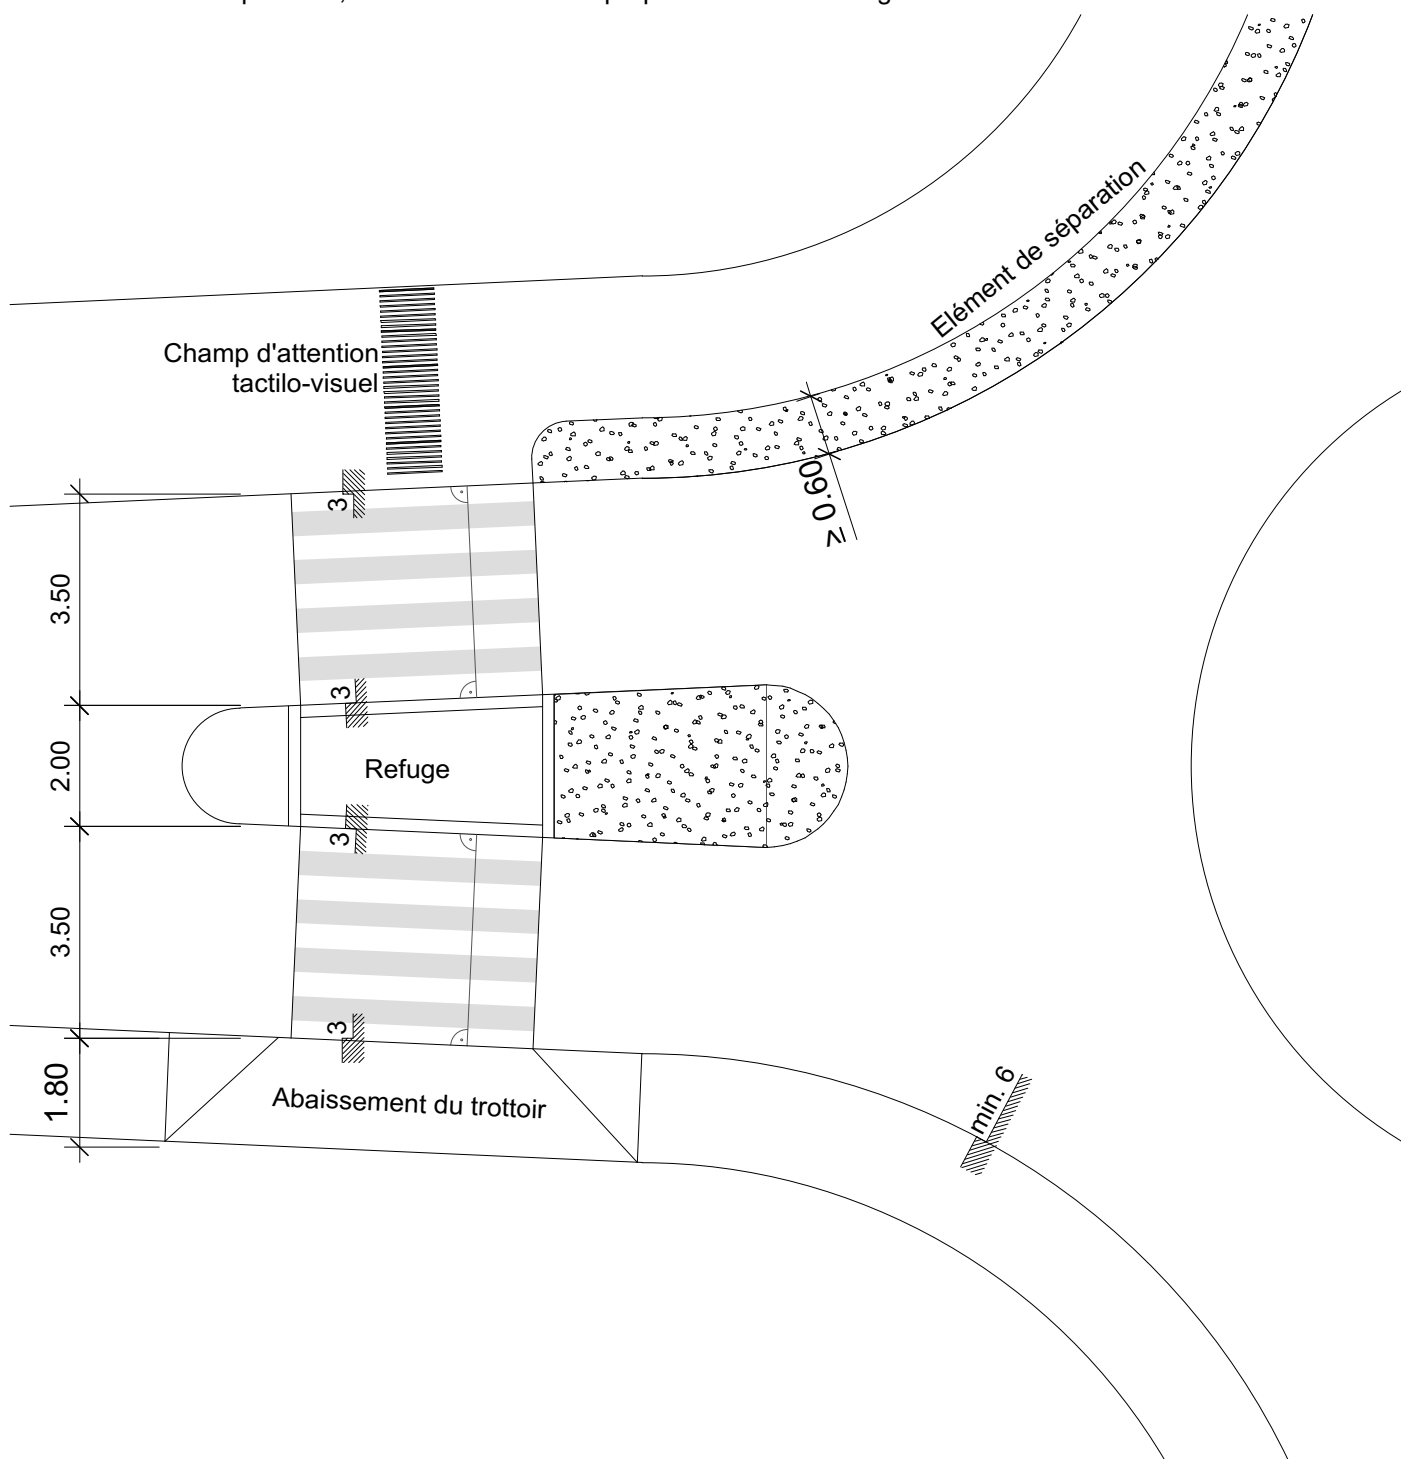 Elément de séparation
Champ d'attention
tactilo-visuel
≥ 0.60
3
3.50
3
2.00
Refuge
3
3.50
3
1.80
Abaissement du trottoir
min. 6